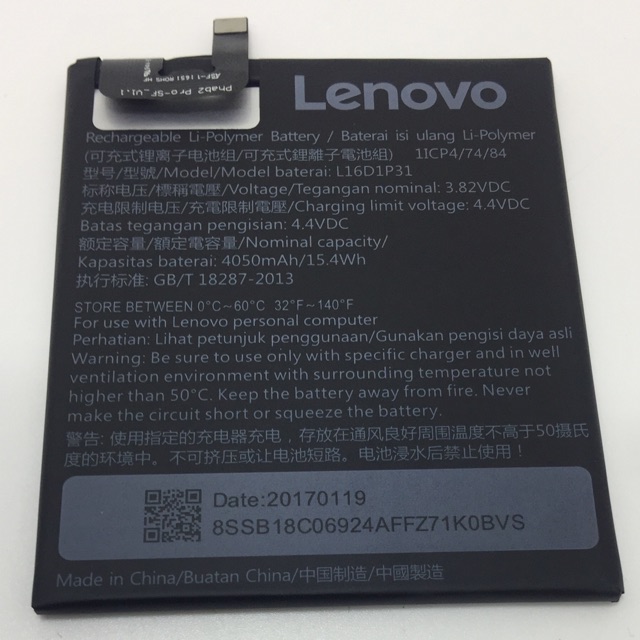 Phab2 Pro-SF_V1.1
Lenovo
Rechargeable Li-Polymer Battery / Baterai isi ulang Li-Polymer
(可充式锂离子电池组/可充式鋰離子電池組) 1ICP4/74/84
型号/型號/Model/Model baterai: L16D1P31
标称电压/標稱電壓/Voltage/Tegangan nominal: 3.82VDC
充电限制电压/充電限制電壓/Charging limit voltage: 4.4VDC
Batas tegangan pengisian: 4.4VDC
额定容量/額定電容量/Nominal capacity/
Kapasitas baterai: 4050mAh/15.4Wh
执行标准: GB/T 18287-2013
STORE BETWEEN 0°C~60°C 32°F~140°F
For use with Lenovo personal computer
Perhatian: Lihat petunjuk penggunaan/Gunakan pengisi daya asli
Warning: Be sure to only with specific charger and in well
ventilation environment with surrounding temperature not
higher than 50°C. Keep the battery away from fire. Never
make the circuit short or squeeze the battery.
警告: 使用指定的充电器充电，存放在通风良好周围温度不高于50摄氏
度的环境中。不可挤压或让电池短路。电池浸水后禁止使用。
Date:20170119
8SSB18C06924AFFZ71K0BVS
Made in China/Buatan China/中国制造/中國製造